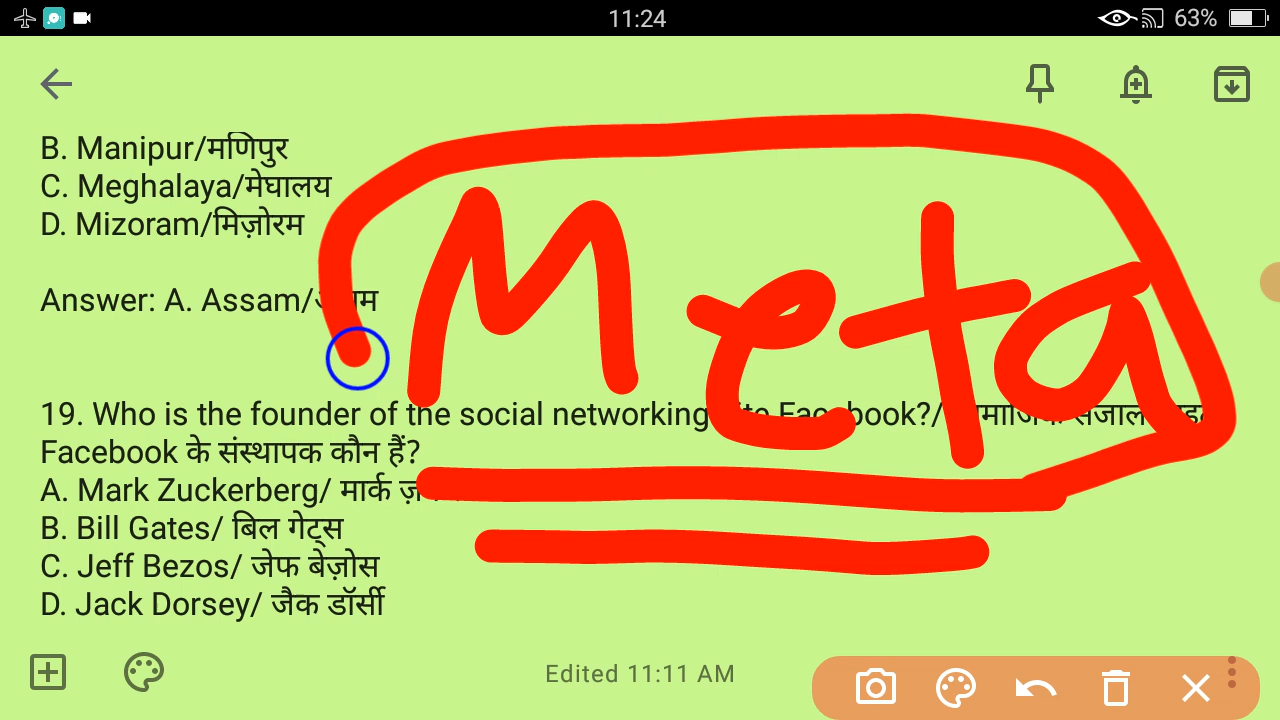 11:24
63%
B. Manipur/मणिपुर
C. Meghalaya/मेघालय
D. Mizoram/मिज़ोरम
Meta
Answer: A. Assam/
19. Who is the founder of the social networking Facebook?/
Facebook के संस्थापक कौन हैं?
A. Mark Zuckerberg/ मार्क
B. Bill Gates/ बिल गेट्स
C. Jeff Bezos/ जेफ बेज़ोस
D. Jack Dorsey/ जैक डॉर्सी
Edited 11:11 AM